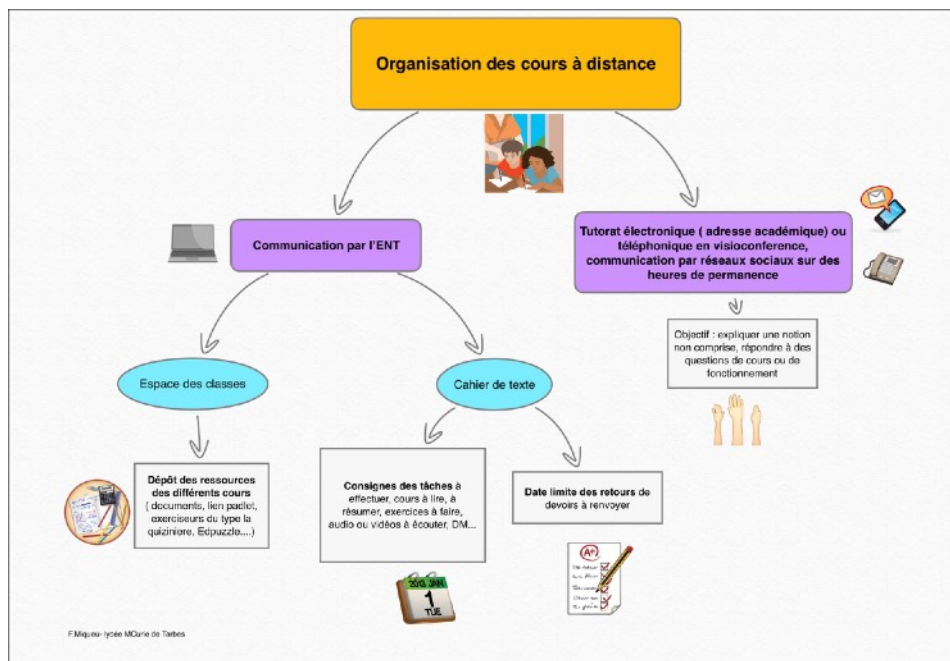 Organisation des cours à distance
Communication par l'ENT
Tutorat électronique ( adresse académique) ou
téléphonique en visioconference,
communication par réseaux sociaux sur des
heures de permanence
Objectif : expliquer une notion
non comprise, répondre à des
questions de cours ou de
fonctionnement
Espace des classes
Cahier de texte
Dépôt des ressources
des différents cours
( documents, lien padlet,
exerciseurs du type la
quiziniere, Edpuzzle....)
Consignes des tâches à
effectuer, cours à lire, à
résumer, exercices à faire,
audio ou vidéos à écouter, DM...
Date limite des retours de
devoirs à renvoyer
A+
2013 JAN
1
TUE
F.Miqueu- lycée MCurie de Tarbes